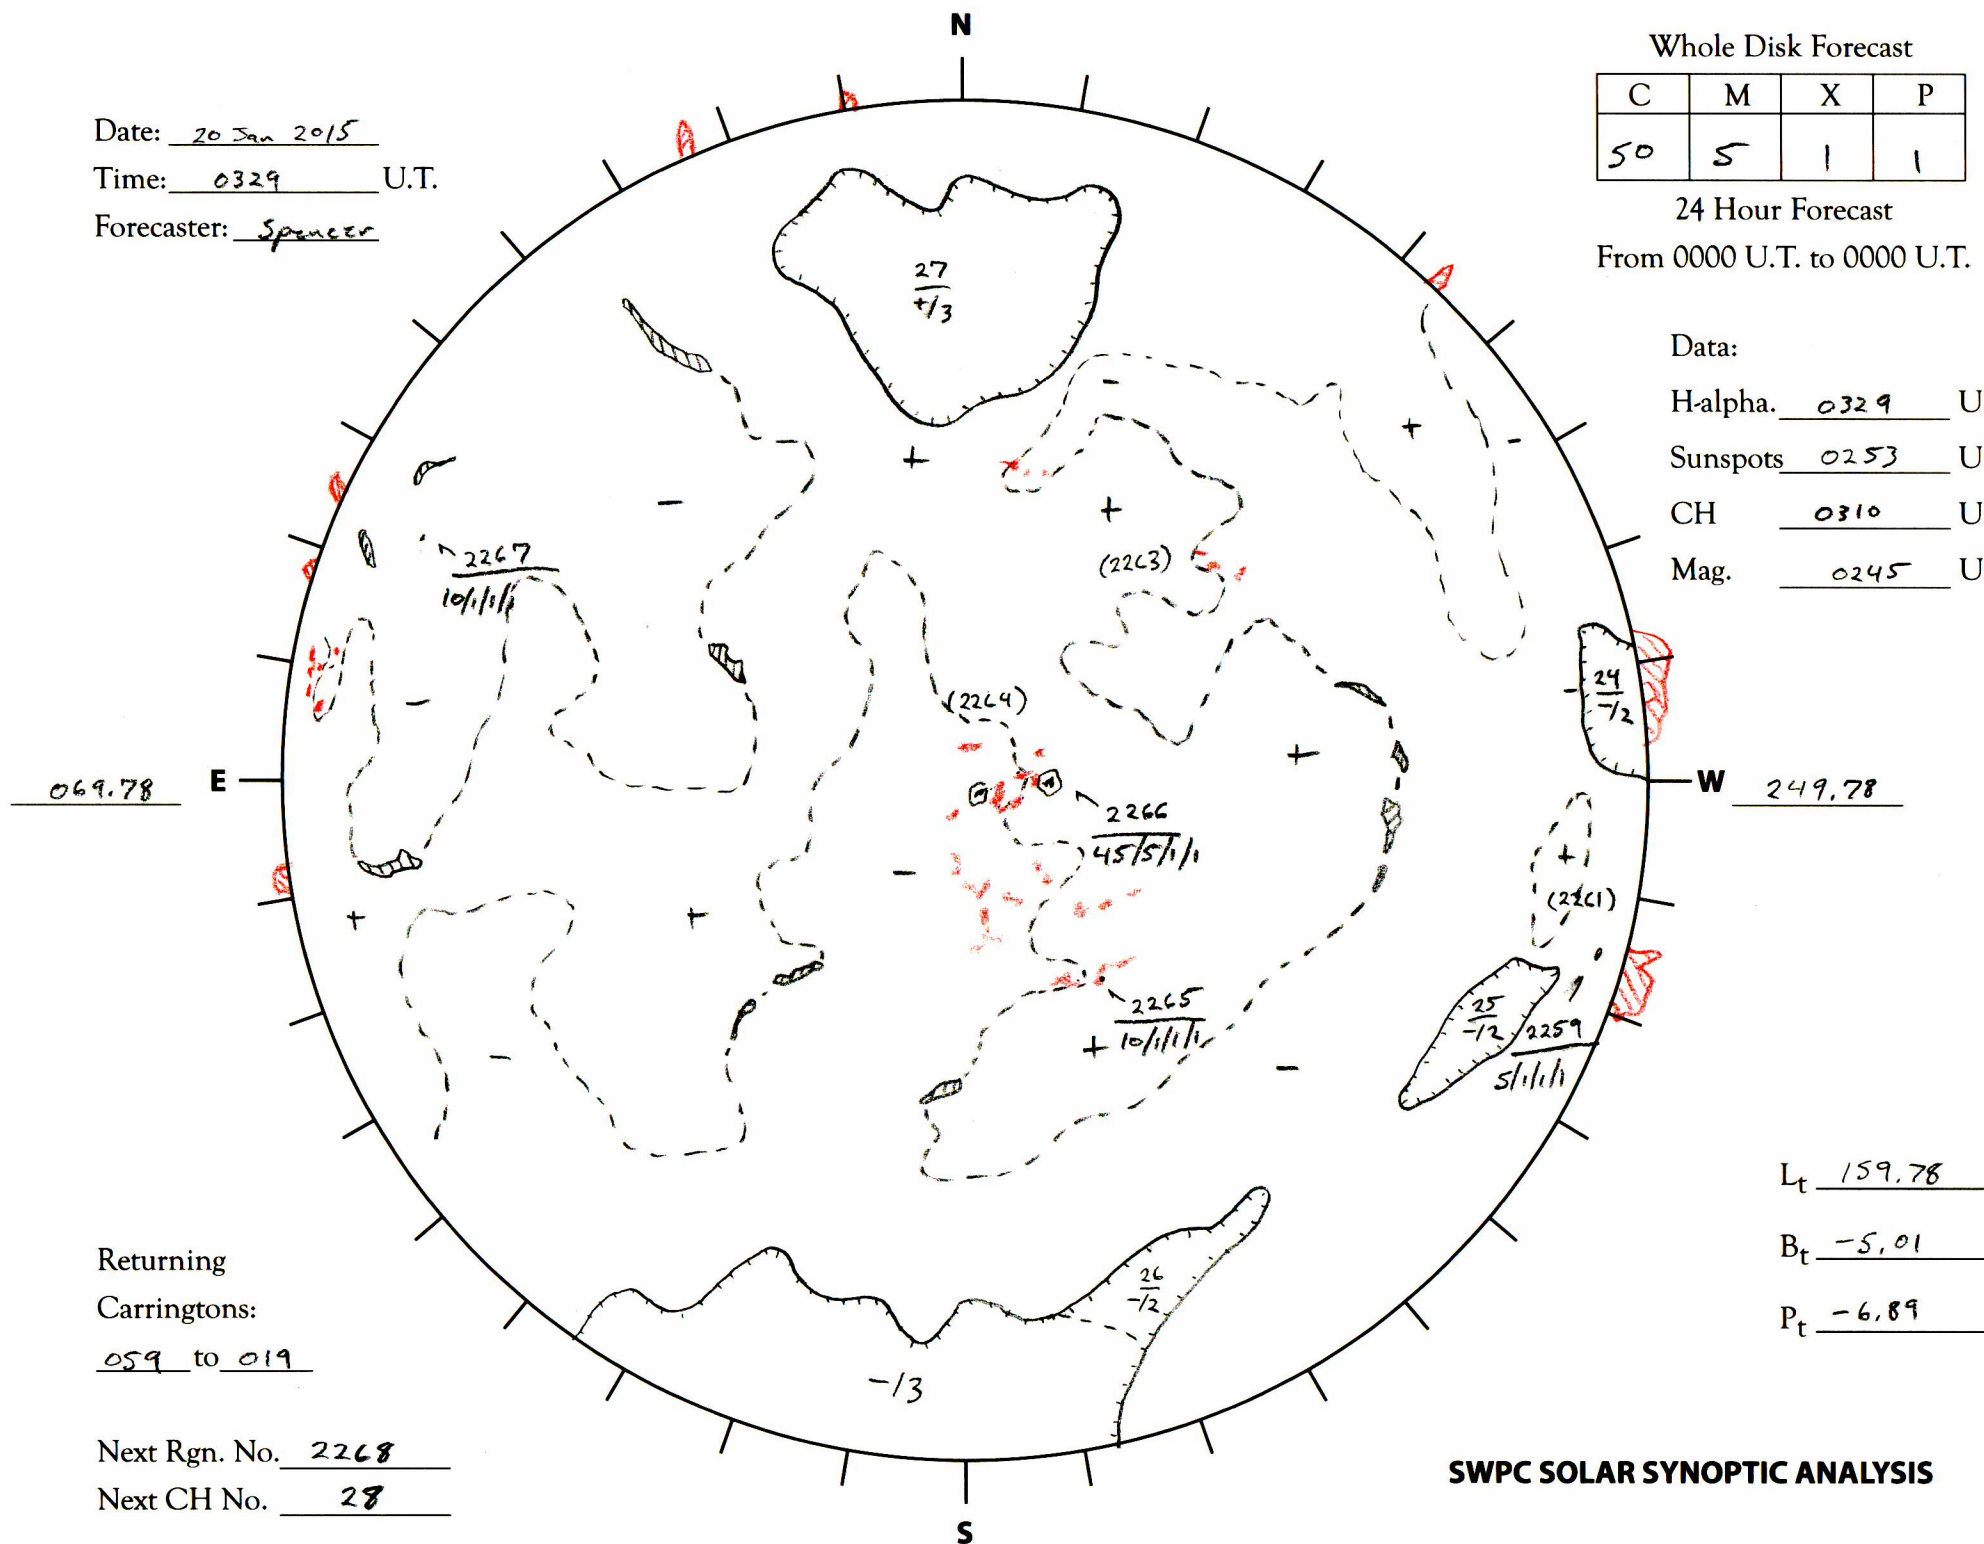 N
Whole Disk Forecast
C M X P
50 5 1 1
24 Hour Forecast
From 0000 U.T. to 0000 U.T.
Date: 20 Jan 2015
Time: 0329 U.T.
Forecaster: Spencer
Data:
H-alpha. 0329 U
Sunspots 0253 U
CH 0310 U
Mag. 0245 U
27
+/3
-
+
-
+
-
+
(2263)
2267
10/1/1/1
24
-/2
-
-
(2264)
+
069.78 E
W 249.78
2266
45/5/1/1
-
+
(2261)
+
+
25
-/2
2259
5/1/1/1
2265
10/1/1/1
+
-
-
Lt 159.78
Bt -5.01
Pt -6.89
26
-/2
-/3
Returning
Carringtons:
059 to 019
Next Rgn. No. 2268
Next CH No. 28
SWPC SOLAR SYNOPTIC ANALYSIS
S